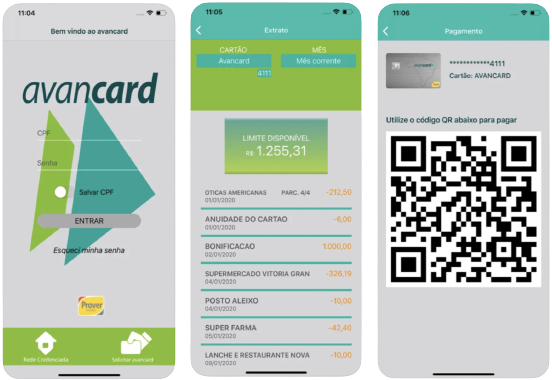 11:04
Bem vindo ao avancard
avancard
CPF
Senha
Salvar CPF
ENTRAR
Esqueci minha senha
Prover
Rede Credenciada
Solicitar avancard
11:05
Extrato
CARTÃO
MÊS
Avancard
Mês corrente
4111
LIMITE DISPONÍVEL
R$ 1.255,31
OTICAS AMERICANAS PARC. 4/4 -212,50
01/01/2020
ANUIDADE DO CARTAO -6,00
01/01/2020
BONIFICACAO 1.000,00
02/01/2020
SUPERMERCADO VITORIA GRAN -326,19
04/01/2020
POSTO ALEIXO -10,00
04/01/2020
SUPER FARMA -42,40
05/01/2020
LANCHE E RESTAURANTE NOVA -10,00
09/01/2020
11:06
Pagamento
avancard
************4111
Cartão: AVANCARD
Utilize o código QR abaixo para pagar